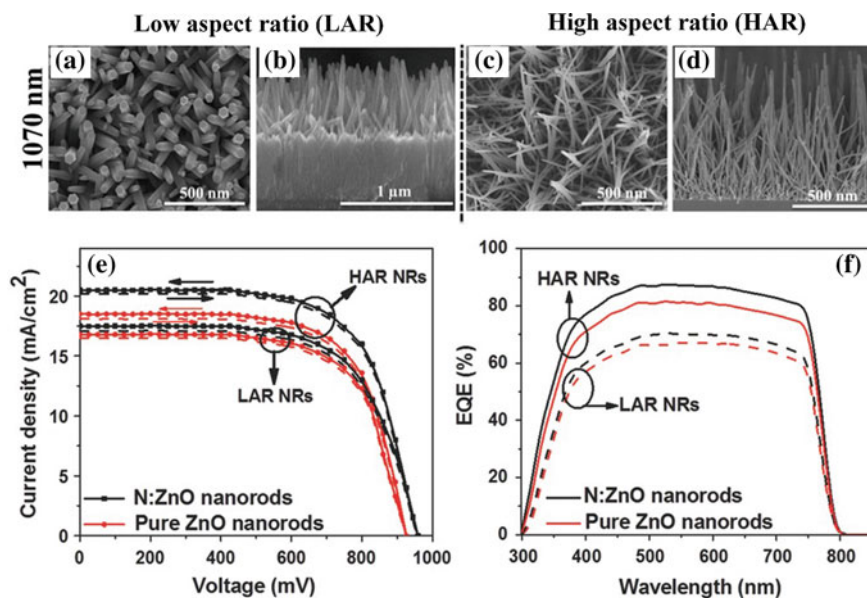 Low aspect ratio (LAR)
High aspect ratio (HAR)
1070 nm
(a)
500 nm
(b)
1 μm
(c)
500 nm
(d)
500 nm
(e)
Current density (mA/cm²)
20
15
10
5
0
HAR NRs
LAR NRs
N:ZnO nanorods
Pure ZnO nanorods
0 200 400 600 800 1000
Voltage (mV)
(f)
EQE (%)
100
80
60
40
20
0
HAR NRs
LAR NRs
N:ZnO nanorods
Pure ZnO nanorods
300 400 500 600 700 800
Wavelength (nm)